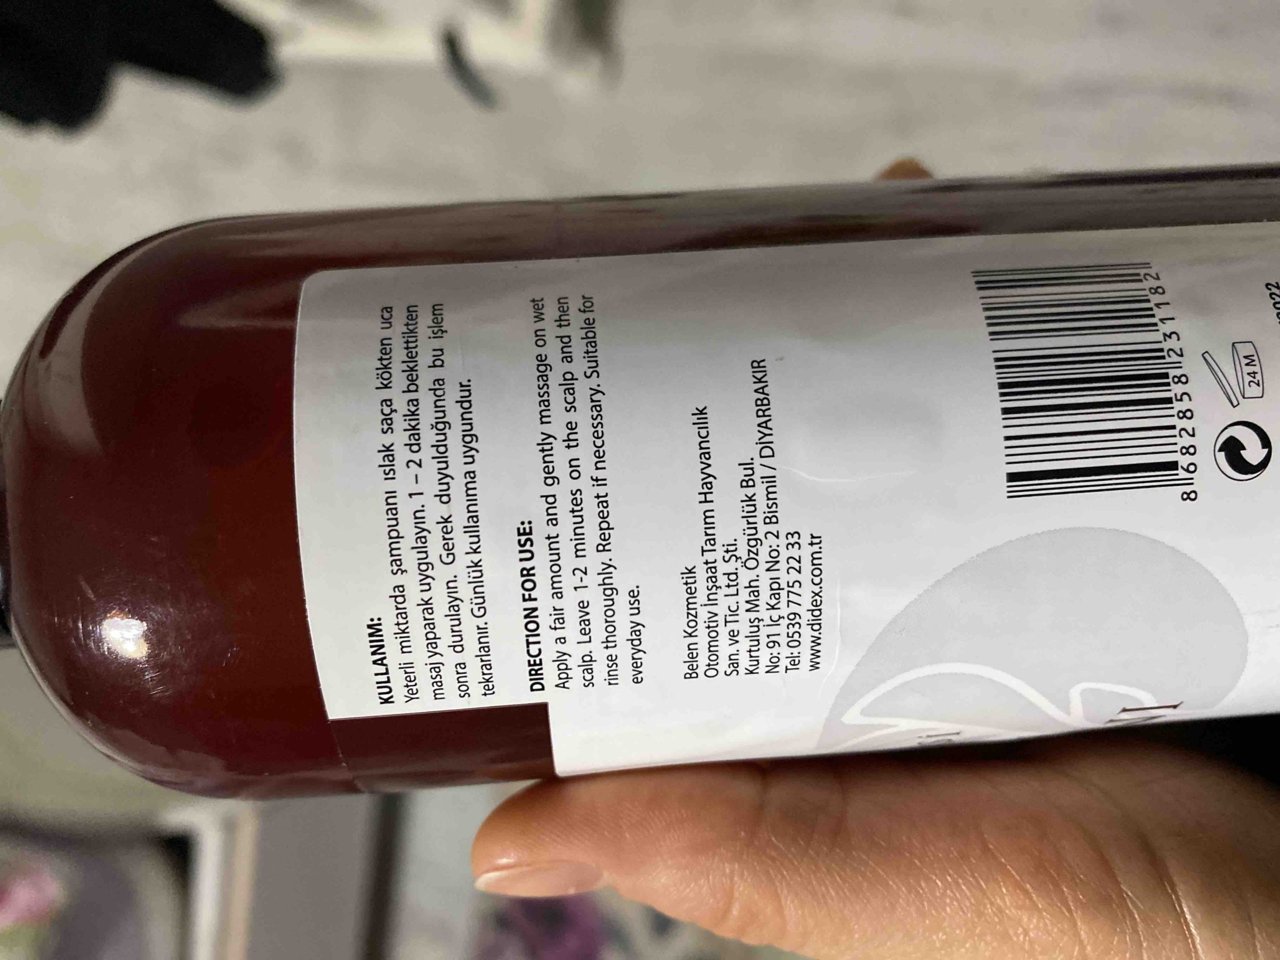 KULLANIM:
Yeterli miktarda şampuanı ıslak saça kökten uca
masaj yaparak uygulayın. 1 – 2 dakika beklettikten
sonra durulayın. Gerek duyulduğunda bu işlem
tekrarlanır. Günlük kullanıma uygundur.
DIRECTION FOR USE:
Apply a fair amount and gently massage on wet
scalp. Leave 1-2 minutes on the scalp and then
rinse thoroughly. Repeat if necessary. Suitable for
everyday use.
Belen Kozmetik
Otomotiv İnşaat Tarım Hayvancılık
San. ve Tic. Ltd. Şti.
Kurtuluş Mah. Özgürlük Bul.
No: 91 İç Kapı No: 2 Bismil / DİYARBAKIR
Tel: 0539 775 22 33
www.didex.com.tr
8 682858 231182
24 M